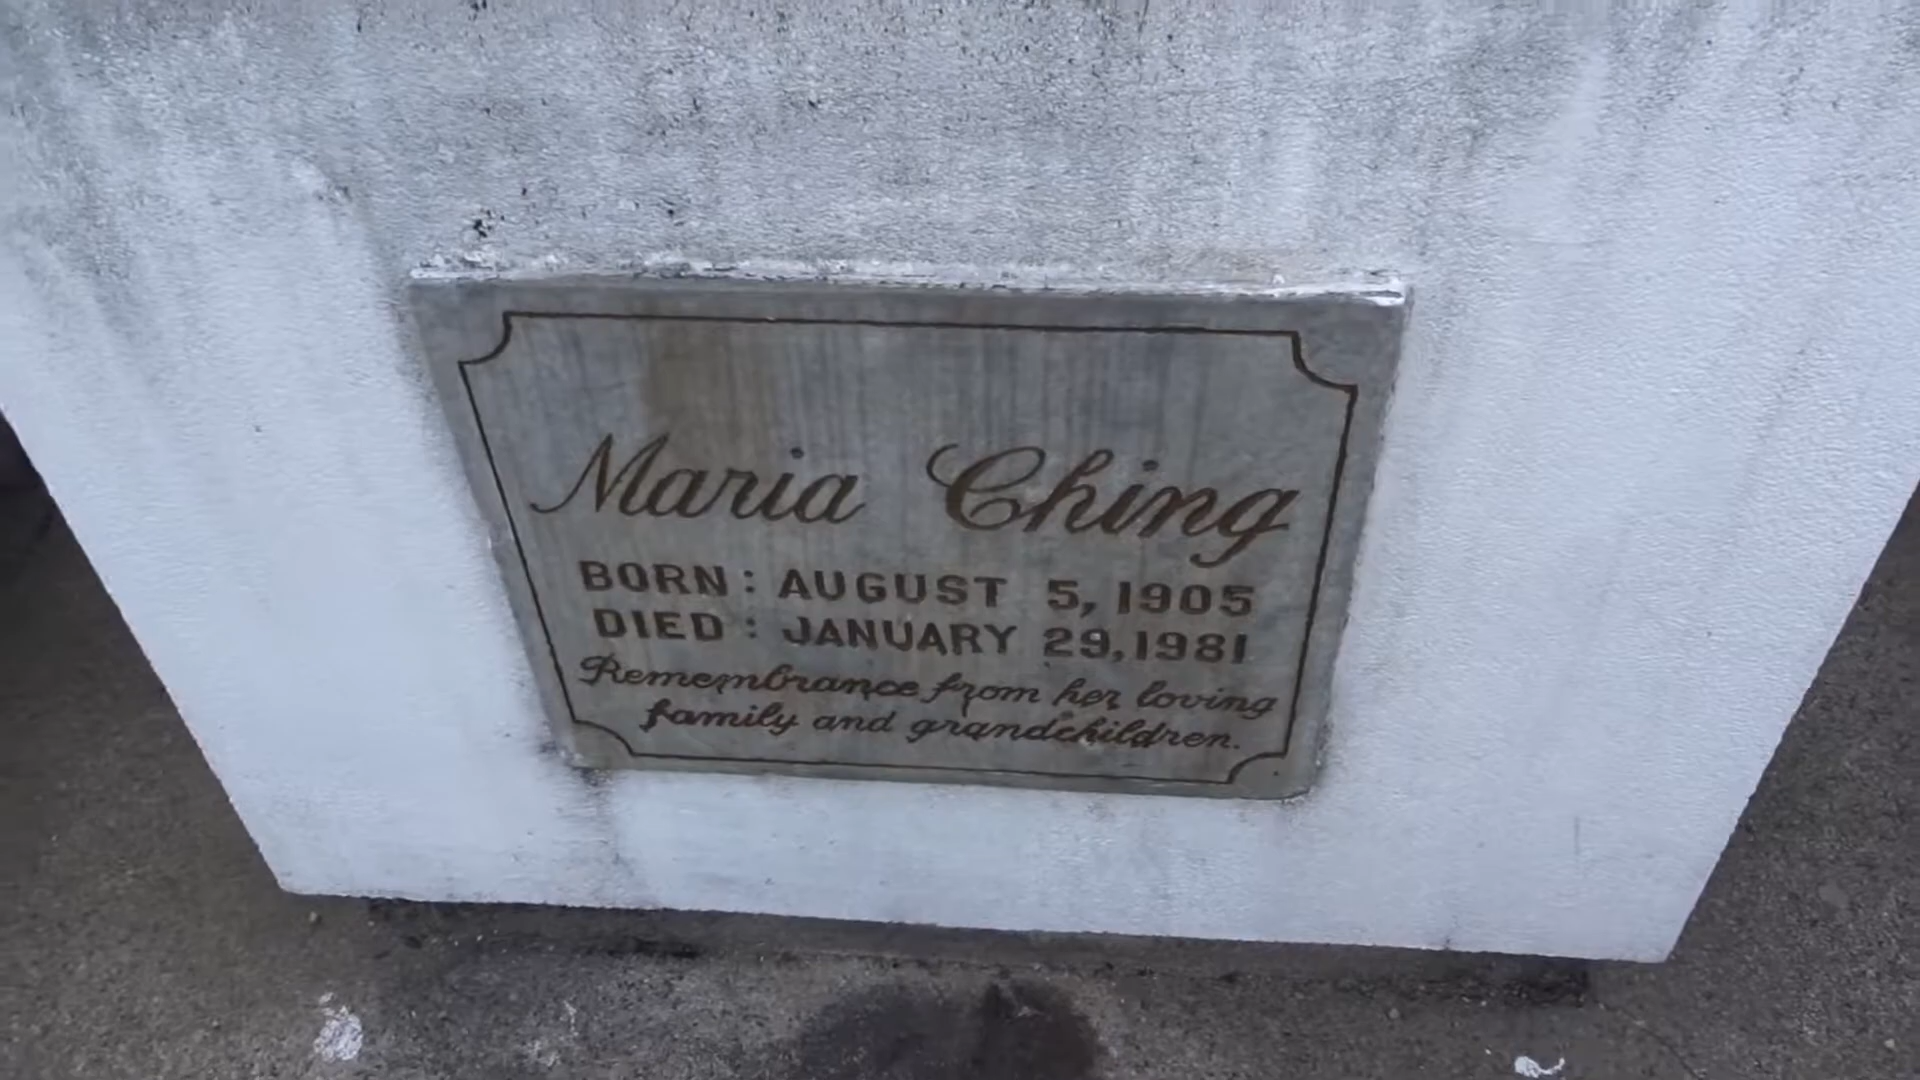 Maria Ching
BORN : AUGUST 5, 1905
DIED : JANUARY 29, 1981
Remembrance from her loving
family and grandchildren.